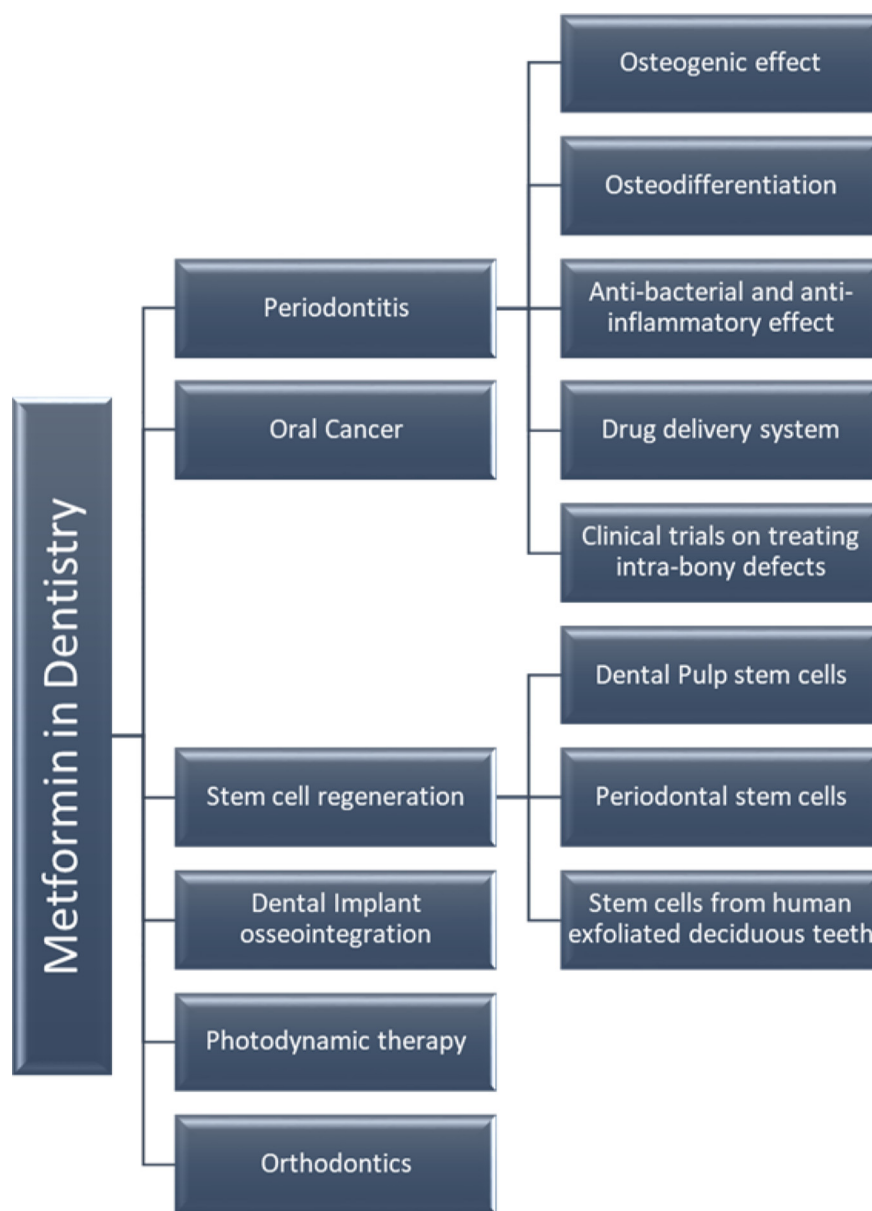 Metformin in Dentistry
Periodontitis
Osteogenic effect
Osteodifferentiation
Anti-bacterial and anti-
inflammatory effect
Drug delivery system
Clinical trials on treating
intra-bony defects
Oral Cancer
Stem cell regeneration
Dental Pulp stem cells
Periodontal stem cells
Stem cells from human
exfoliated deciduous teeth
Dental Implant
osseointegration
Photodynamic therapy
Orthodontics